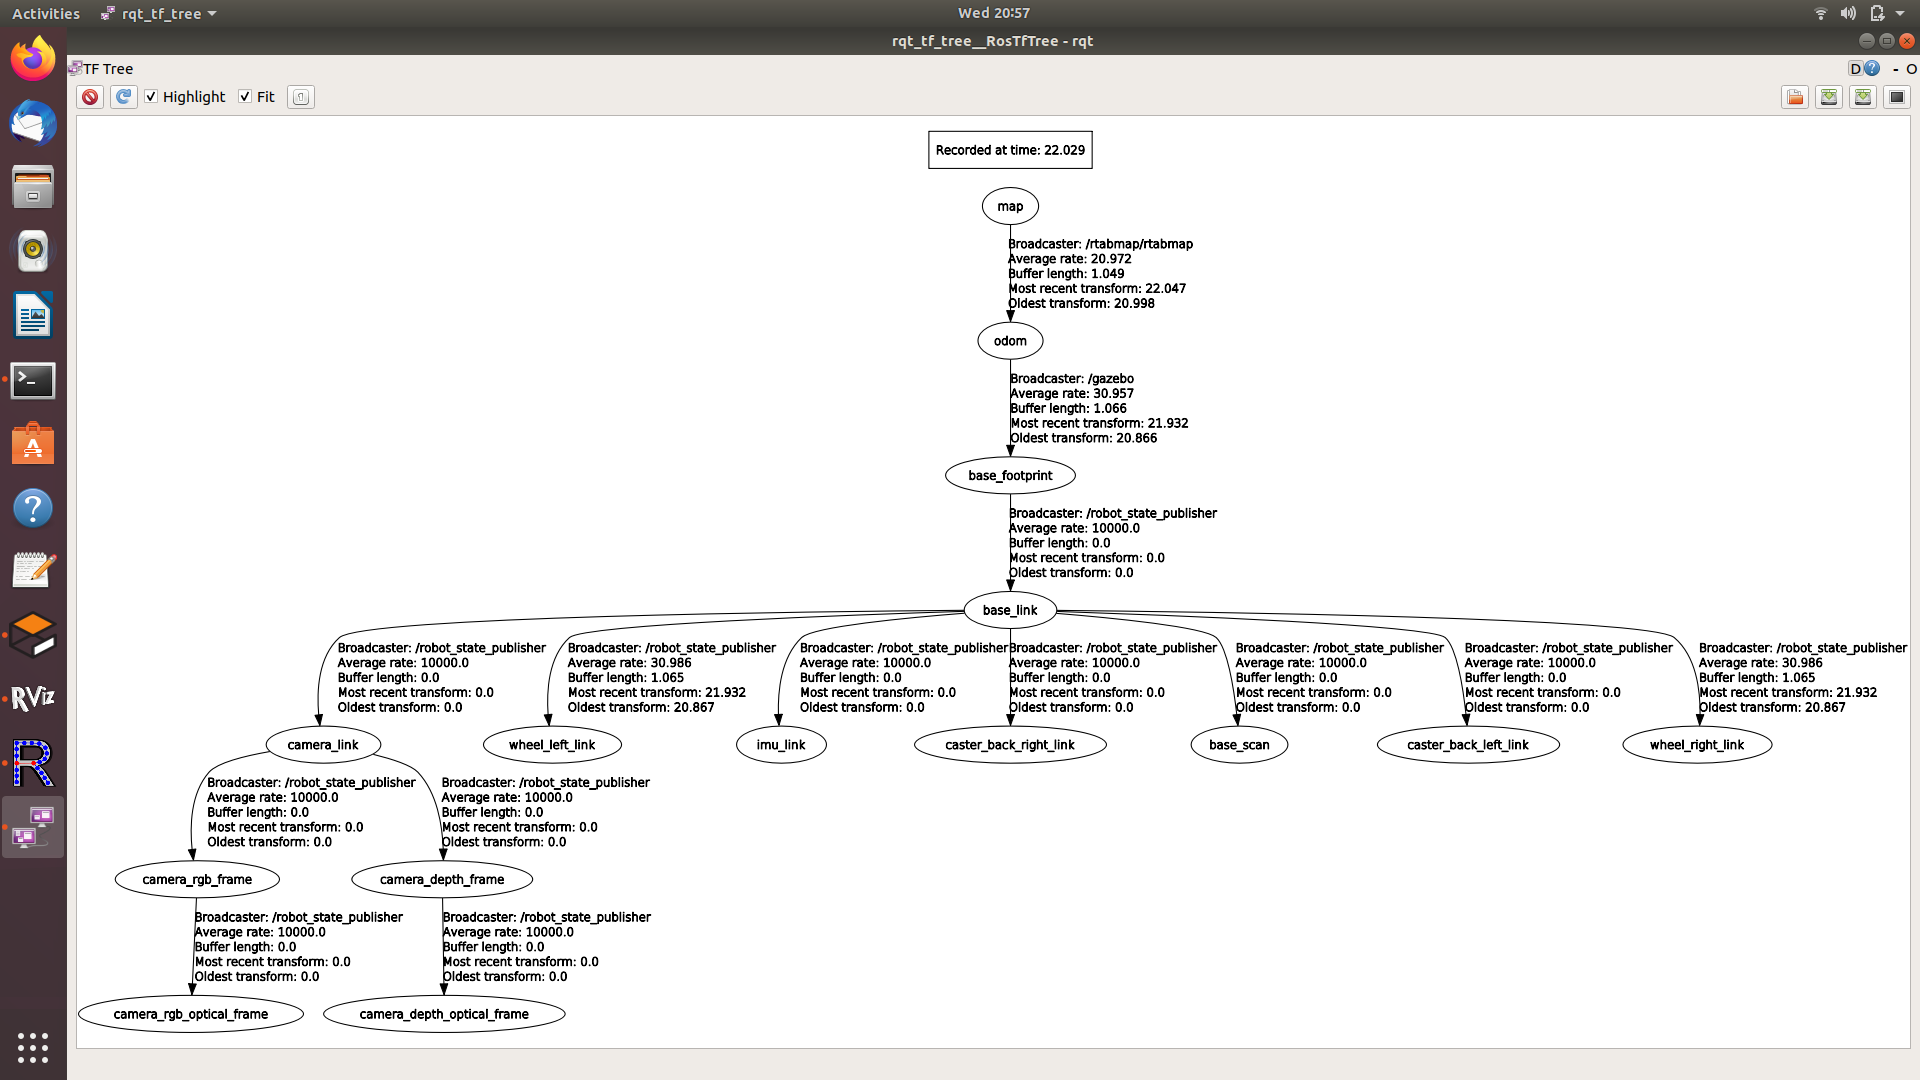 Activities
rqt_tf_tree
Wed 20:57
rqt_tf_tree__RosTfTree - rqt
TF Tree
D
?
- O
Highlight
Fit
Recorded at time: 22.029
map
Broadcaster: /rtabmap/rtabmap
Average rate: 20.972
Buffer length: 1.049
Most recent transform: 22.047
Oldest transform: 20.998
odom
Broadcaster: /gazebo
Average rate: 30.957
Buffer length: 1.066
Most recent transform: 21.932
Oldest transform: 20.866
base_footprint
Broadcaster: /robot_state_publisher
Average rate: 10000.0
Buffer length: 0.0
Most recent transform: 0.0
Oldest transform: 0.0
base_link
Broadcaster: /robot_state_publisher
Average rate: 10000.0
Buffer length: 0.0
Most recent transform: 0.0
Oldest transform: 0.0
Broadcaster: /robot_state_publisher
Average rate: 30.986
Buffer length: 1.065
Most recent transform: 21.932
Oldest transform: 20.867
Broadcaster: /robot_state_publisher
Average rate: 10000.0
Buffer length: 0.0
Most recent transform: 0.0
Oldest transform: 0.0
Broadcaster: /robot_state_publisher
Average rate: 10000.0
Buffer length: 0.0
Most recent transform: 0.0
Oldest transform: 0.0
Broadcaster: /robot_state_publisher
Average rate: 10000.0
Buffer length: 0.0
Most recent transform: 0.0
Oldest transform: 0.0
Broadcaster: /robot_state_publisher
Average rate: 10000.0
Buffer length: 0.0
Most recent transform: 0.0
Oldest transform: 0.0
Broadcaster: /robot_state_publisher
Average rate: 30.986
Buffer length: 1.065
Most recent transform: 21.932
Oldest transform: 20.867
camera_link
wheel_left_link
imu_link
caster_back_right_link
base_scan
caster_back_left_link
wheel_right_link
Broadcaster: /robot_state_publisher
Average rate: 10000.0
Buffer length: 0.0
Most recent transform: 0.0
Oldest transform: 0.0
Broadcaster: /robot_state_publisher
Average rate: 10000.0
Buffer length: 0.0
Most recent transform: 0.0
Oldest transform: 0.0
camera_rgb_frame
camera_depth_frame
Broadcaster: /robot_state_publisher
Average rate: 10000.0
Buffer length: 0.0
Most recent transform: 0.0
Oldest transform: 0.0
Broadcaster: /robot_state_publisher
Average rate: 10000.0
Buffer length: 0.0
Most recent transform: 0.0
Oldest transform: 0.0
camera_rgb_optical_frame
camera_depth_optical_frame
>_
A
?
RViz
R